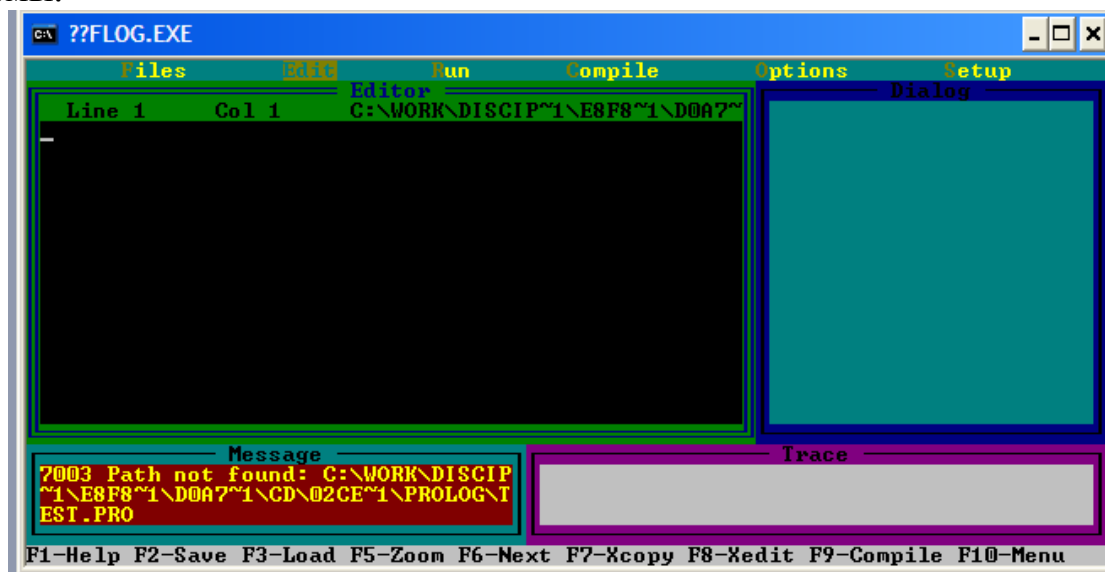 ??FLOG.EXE
Files Edit Run Compile Options Setup
Editor
Line 1 Col 1 C:\WORK\DISCIP~1\E8F8~1\D0A7~
Dialog
Message
7003 Path not found: C:\WORK\DISCIP
~1\E8F8~1\D0A7~1\CD\02CE~1\PROLOG\T
EST.PRO
Trace
F1-Help F2-Save F3-Load F5-Zoom F6-Next F7-Xcopy F8-Xedit F9-Compile F10-Menu